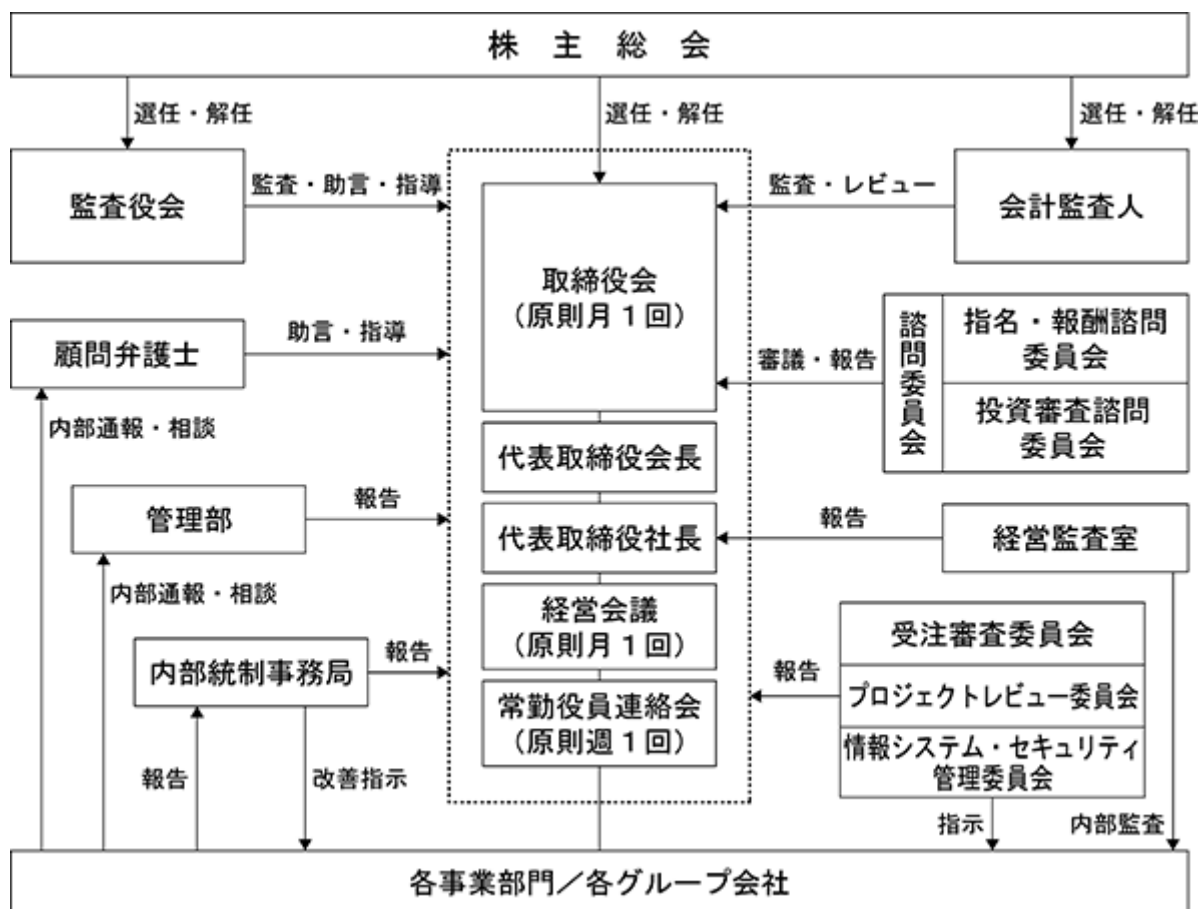 株 主 総 会
選任・解任
選任・解任
選任・解任
監査役会
監査・助言・指導
監査・レビュー
会計監査人
取締役会
（原則月１回）
顧問弁護士
助言・指導
審議・報告
諮問委員会
指名・報酬諮問
委員会
投資審査諮問
委員会
内部通報・相談
代表取締役会長
管理部
報告
代表取締役社長
報告
経営監査室
内部通報・相談
経営会議
（原則月１回）
内部統制事務局
報告
常勤役員連絡会
（原則週１回）
報告
受注審査委員会
プロジェクトレビュー委員会
情報システム・セキュリティ
管理委員会
報告
改善指示
指示
内部監査
各事業部門／各グループ会社